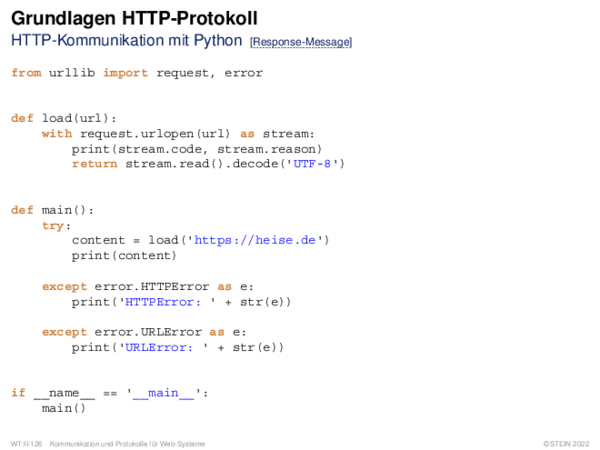 Grundlagen HTTP-Protokoll
HTTP-Kommunikation mit Python [Response-Message]
from urllib import request, error
def load(url):
    with request.urlopen(url) as stream:
        print(stream.code, stream.reason)
        return stream.read().decode('UTF-8')
def main():
    try:
        content = load('https://heise.de')
        print(content)
    except error.HTTPError as e:
        print('HTTPError: ' + str(e))
    except error.URLError as e:
        print('URLError: ' + str(e))
if __name__ == '__main__':
    main()
WT:II-126 Kommunikation und Protokolle für Web-Systeme ©STEIN 2022